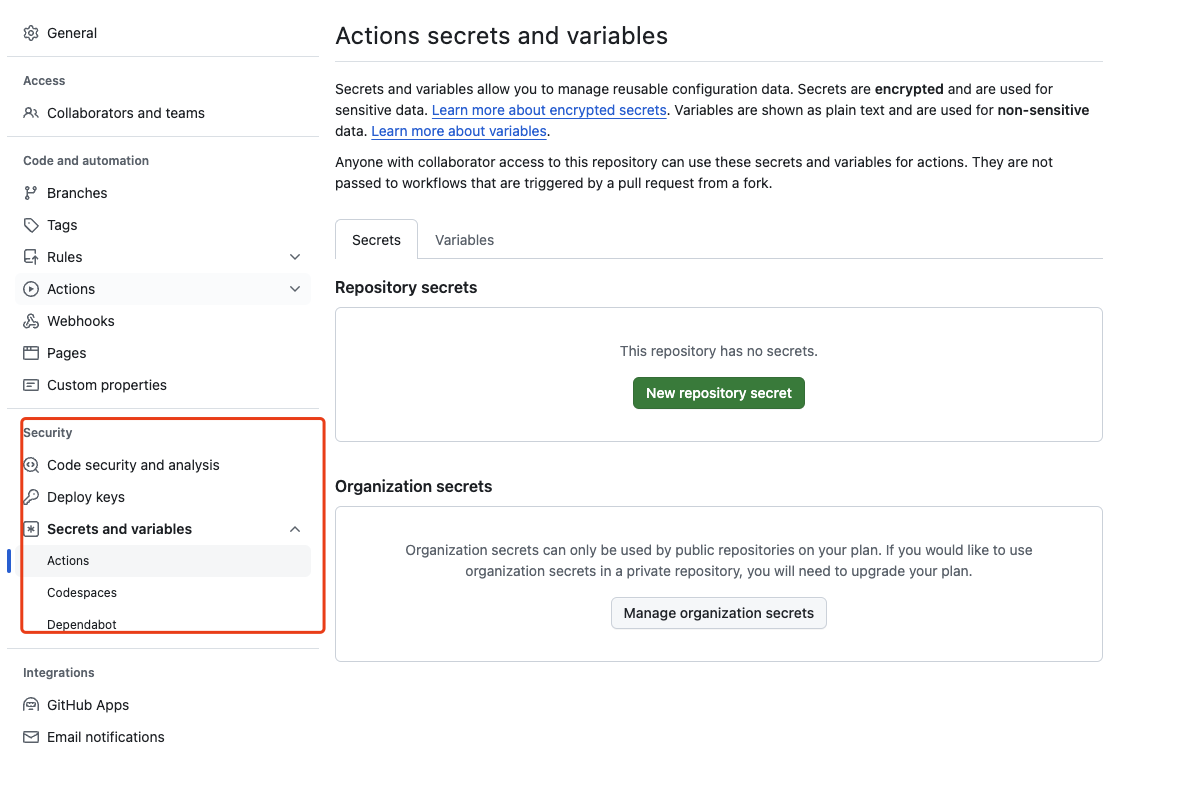 General
Access
Collaborators and teams
Code and automation
Branches
Tags
Rules
Actions
Webhooks
Pages
Custom properties
Security
Code security and analysis
Deploy keys
Secrets and variables
Actions
Codespaces
Dependabot
Integrations
GitHub Apps
Email notifications
Actions secrets and variables
Secrets and variables allow you to manage reusable configuration data. Secrets are encrypted and are used for
sensitive data. Learn more about encrypted secrets. Variables are shown as plain text and are used for non-sensitive
data. Learn more about variables.
Anyone with collaborator access to this repository can use these secrets and variables for actions. They are not
passed to workflows that are triggered by a pull request from a fork.
Secrets Variables
Repository secrets
This repository has no secrets.
New repository secret
Organization secrets
Organization secrets can only be used by public repositories on your plan. If you would like to use
organization secrets in a private repository, you will need to upgrade your plan.
Manage organization secrets